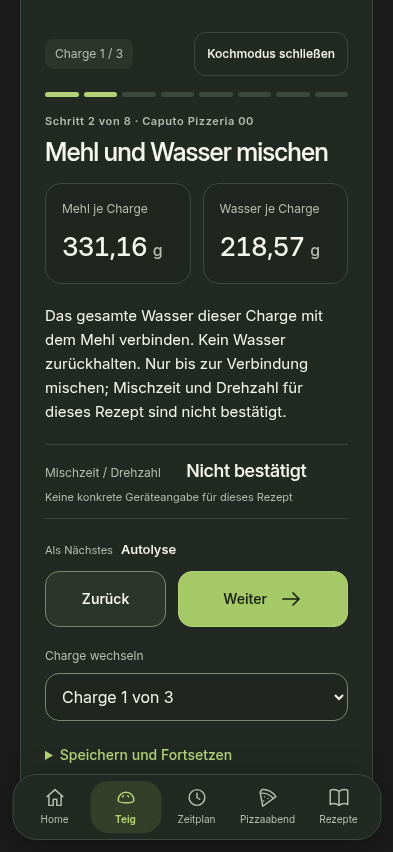 Charge 1 / 3
Kochmodus schließen
Schritt 2 von 8 · Caputo Pizzeria 00
Mehl und Wasser mischen
Mehl je Charge
331,16 g
Wasser je Charge
218,57 g
Das gesamte Wasser dieser Charge mit
dem Mehl verbinden. Kein Wasser
zurückhalten. Nur bis zur Verbindung
mischen; Mischzeit und Drehzahl für
dieses Rezept sind nicht bestätigt.
Mischzeit / Drehzahl Nicht bestätigt
Keine konkrete Geräteangabe für dieses Rezept
Als Nächstes Autolyse
Zurück
Weiter
Charge wechseln
Charge 1 von 3
Speichern und Fortsetzen
Home
Teig
Zeitplan
Pizzaabend
Rezepte